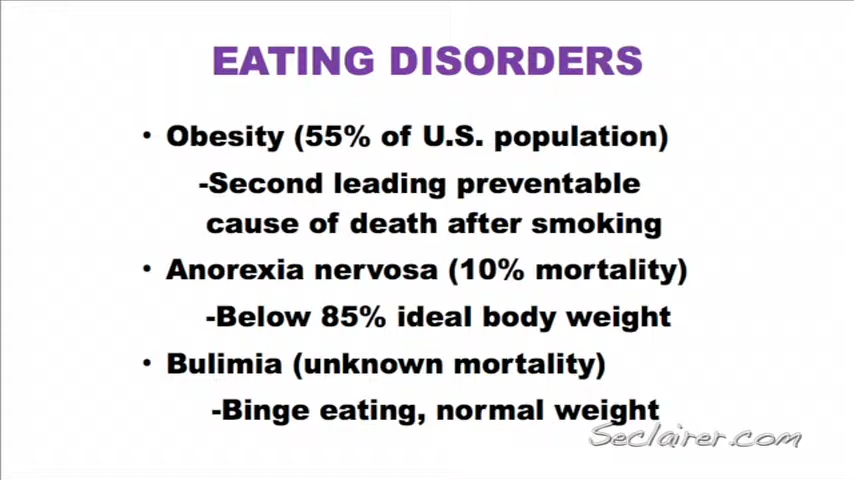 EATING DISORDERS
• Obesity (55% of U.S. population)
-Second leading preventable
cause of death after smoking
• Anorexia nervosa (10% mortality)
-Below 85% ideal body weight
• Bulimia (unknown mortality)
-Binge eating, normal weight
Seclairer.com